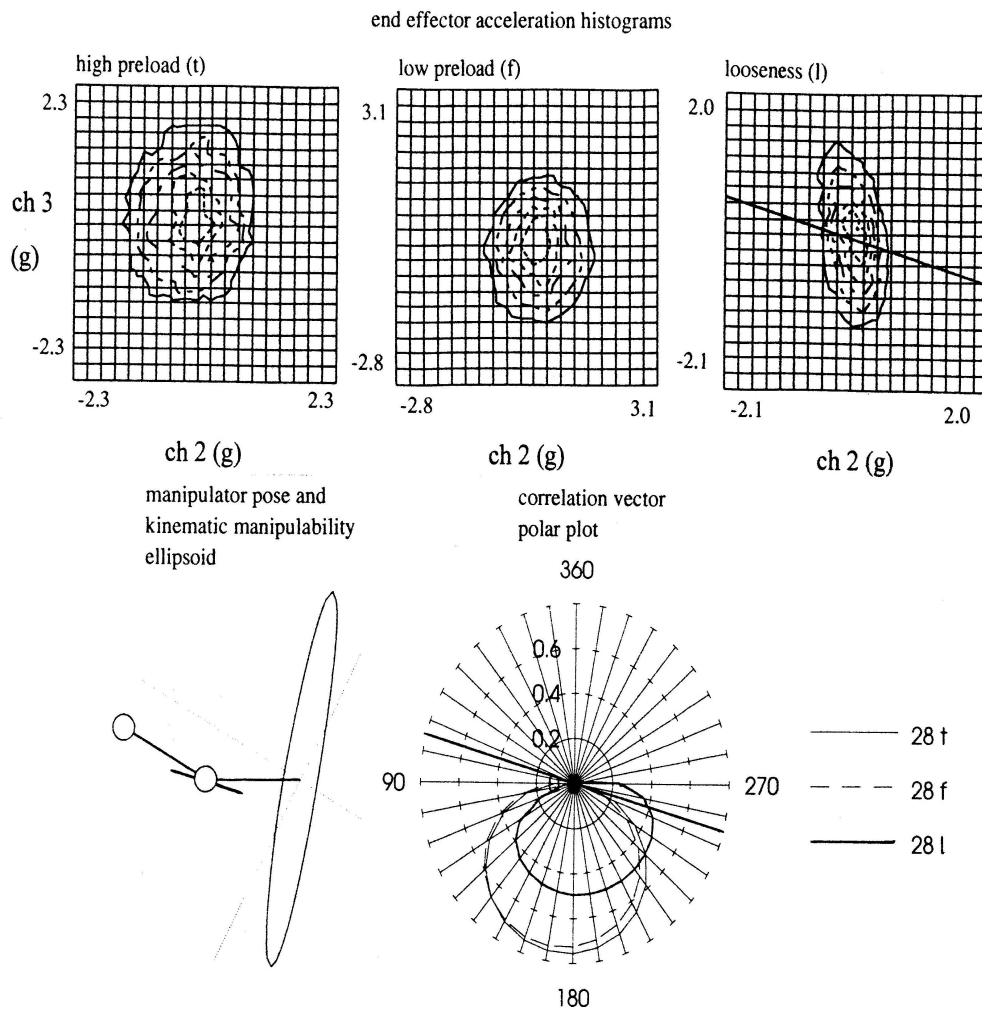 end effector acceleration histograms
high preload (t)
low preload (f)
looseness (l)
2.3
ch 3
(g)
-2.3
-2.3
2.3
ch 2 (g)
3.1
-2.8
-2.8
3.1
ch 2 (g)
2.0
-2.1
-2.1
2.0
ch 2 (g)
manipulator pose and
kinematic manipulability
ellipsoid
correlation vector
polar plot
360
0.6
0.4
0.2
0
90
270
180
28 t
28 f
28 l